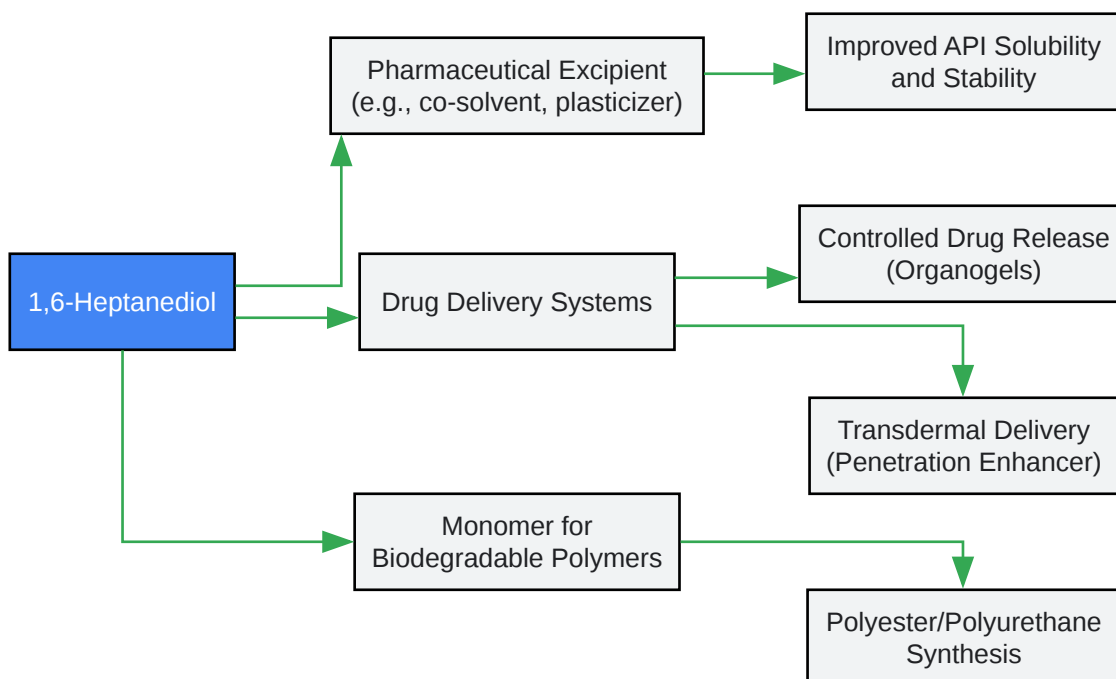 Improved API Solubility
and Stability
Pharmaceutical Excipient
(e.g., co-solvent, plasticizer)
Controlled Drug Release
(Organogels)
1,6-Heptanediol
Drug Delivery Systems
Transdermal Delivery
(Penetration Enhancer)
Monomer for
Biodegradable Polymers
Polyester/Polyurethane
Synthesis